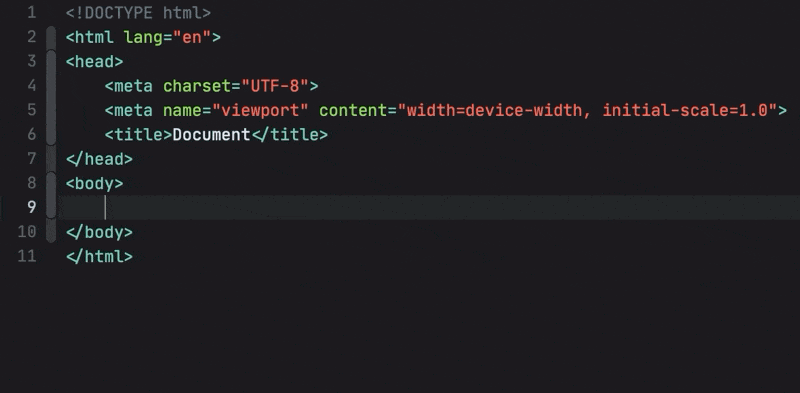 1 <!DOCTYPE html>
2 <html lang="en">
3 <head>
4 <meta charset="UTF-8">
5 <meta name="viewport" content="width=device-width, initial-scale=1.0">
6 <title>Document</title>
7 </head>
8 <body>
9
10 </body>
11 </html>